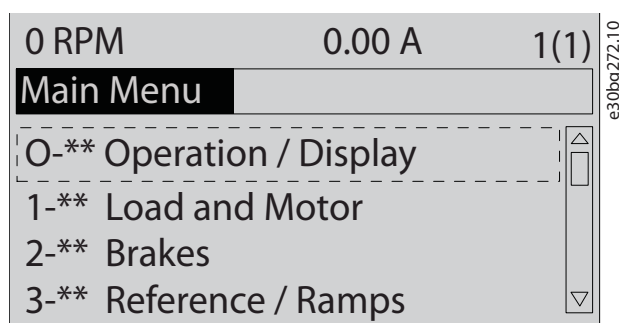 0 RPM 0.00 A 1(1)
Main Menu
O-** Operation / Display
1-** Load and Motor
2-** Brakes
3-** Reference / Ramps
e30bg272.10